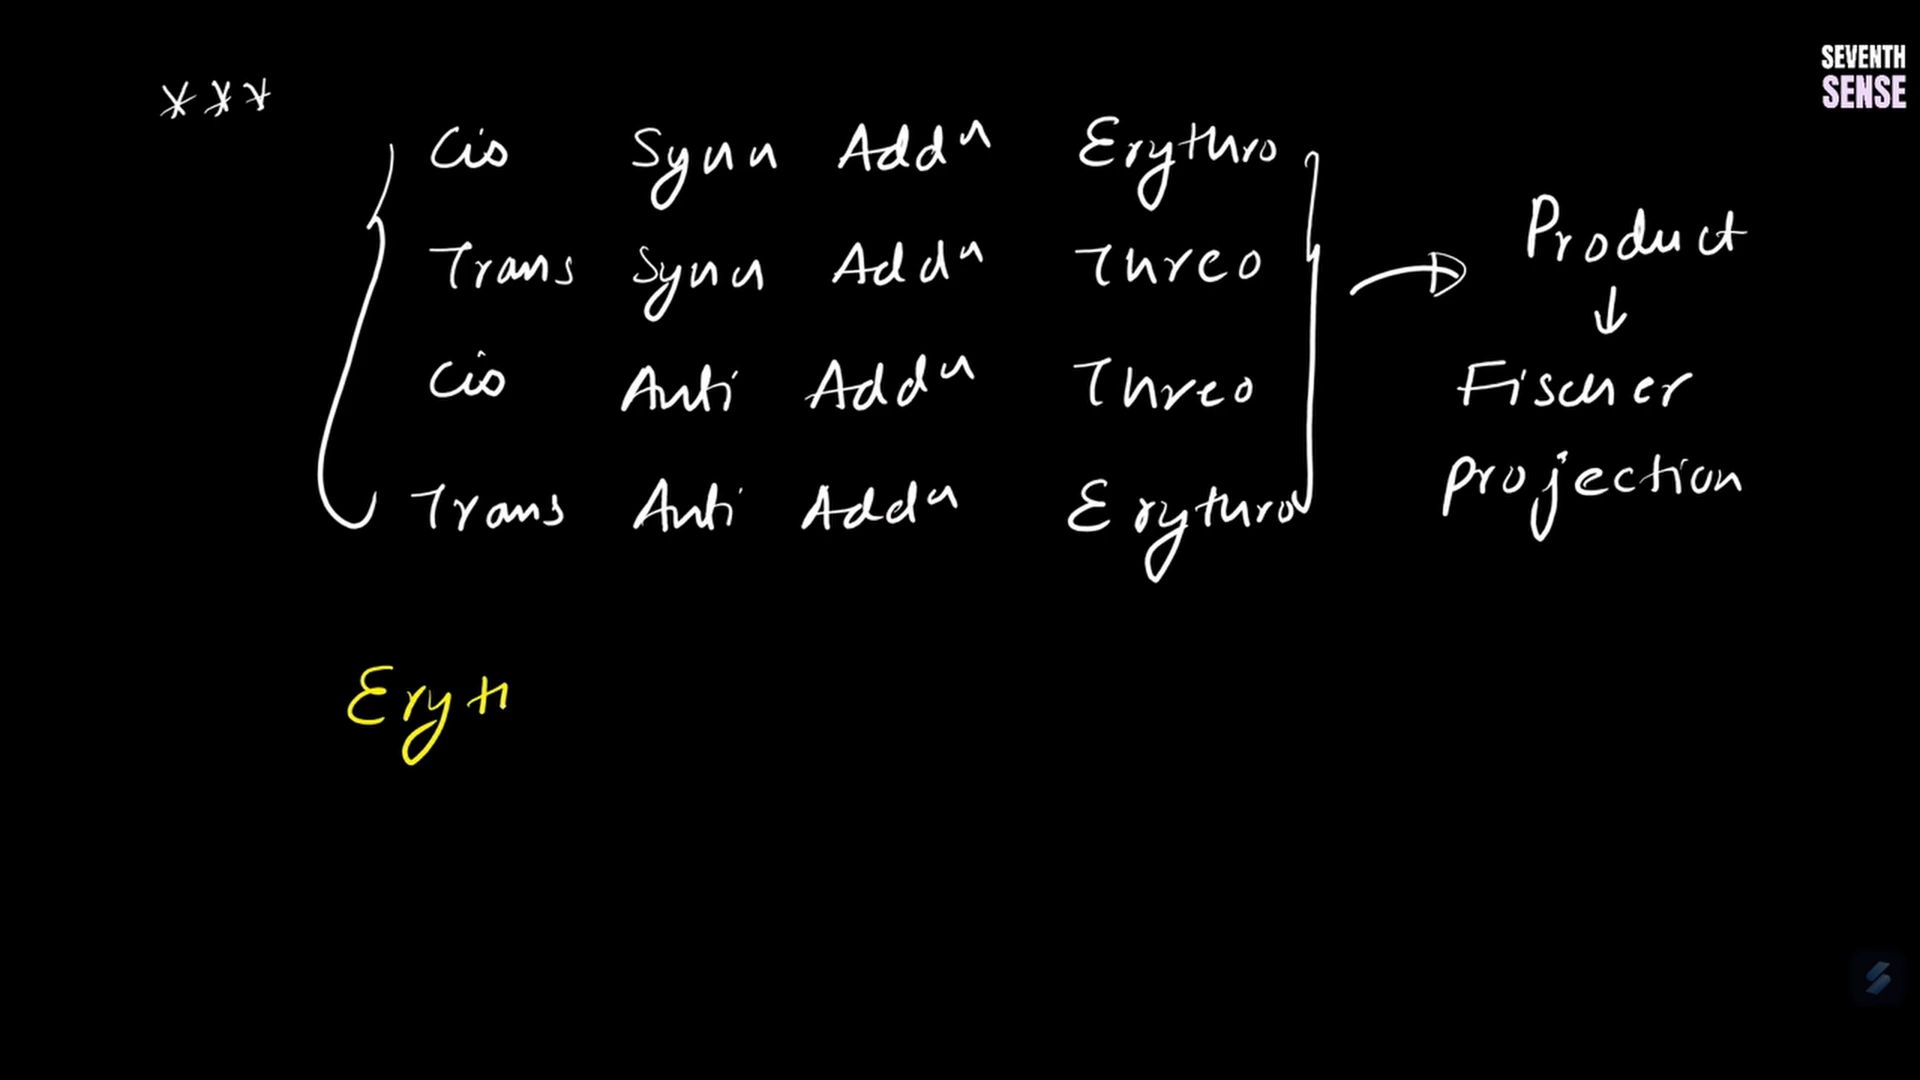 SEVENTH
SENSE
***
Cis Synn Addn Erythro
Trans Synn Addn Threo
Cis Anti Addn Threo
Trans Anti Addn Erythro
→ Product
↓
Fischer
projection
Eryth